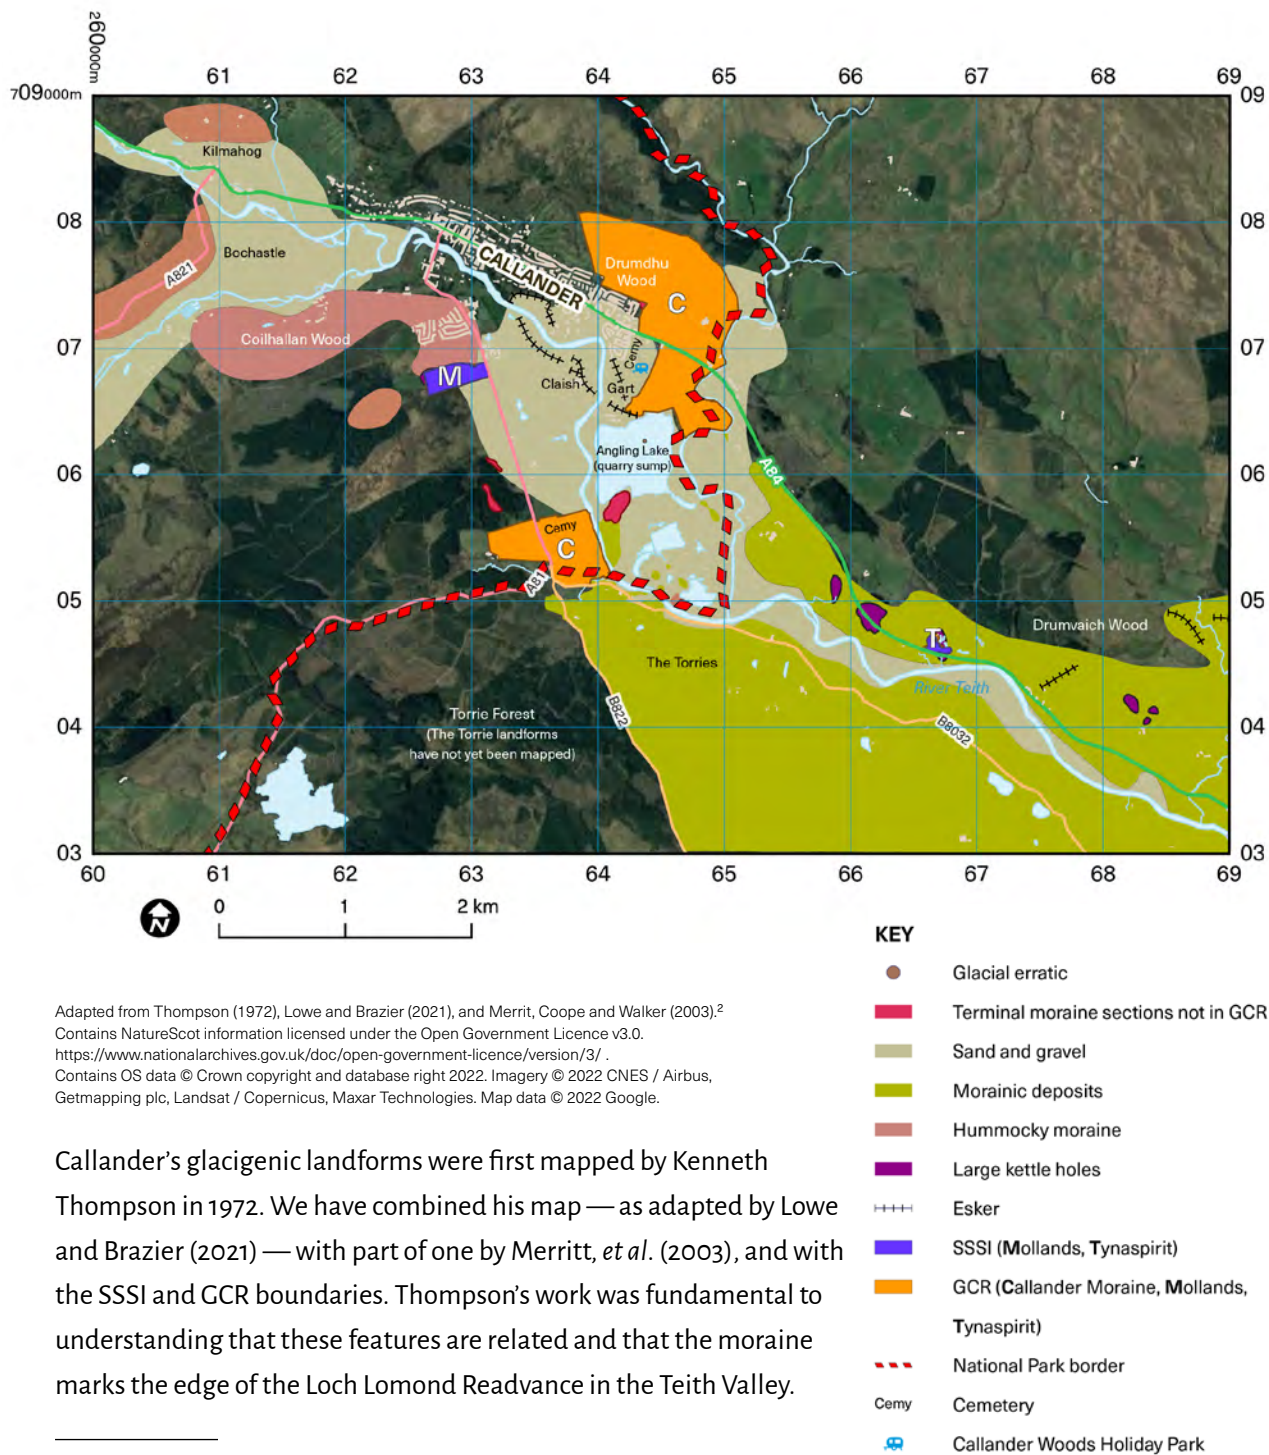 260000m
61 62 63 64 65 66 67 68 69
709000m
09
Kilmahog
08
08
Bochastle
A821
CALLANDER
Drumdhu
Wood
C
07
07
Coilhallan Wood
M
Cemy
Claish
Gart
Angling Lake
(quarry sump)
06
06
A84
Cemy
C
A81
05
05
T
Drumvaich Wood
The Torries
River Teith
B822
B8032
Torrie Forest
(The Torrie landforms
have not yet been mapped)
04
04
03
03
60 61 62 63 64 65 66 67 68 69
N
0 1 2 km
KEY
Glacial erratic
Terminal moraine sections not in GCR
Sand and gravel
Morainic deposits
Hummocky moraine
Large kettle holes
Esker
SSSI (Mollands, Tynaspirit)
GCR (Callander Moraine, Mollands,
Tynaspirit)
National Park border
Cemy Cemetery
Callander Woods Holiday Park
Adapted from Thompson (1972), Lowe and Brazier (2021), and Merrit, Coope and Walker (2003).²
Contains NatureScot information licensed under the Open Government Licence v3.0.
https://www.nationalarchives.gov.uk/doc/open-government-licence/version/3/ .
Contains OS data © Crown copyright and database right 2022. Imagery © 2022 CNES / Airbus,
Getmapping plc, Landsat / Copernicus, Maxar Technologies. Map data © 2022 Google.
Callander’s glacigenic landforms were first mapped by Kenneth
Thompson in 1972. We have combined his map — as adapted by Lowe
and Brazier (2021) — with part of one by Merritt, et al. (2003), and with
the SSSI and GCR boundaries. Thompson’s work was fundamental to
understanding that these features are related and that the moraine
marks the edge of the Loch Lomond Readvance in the Teith Valley.